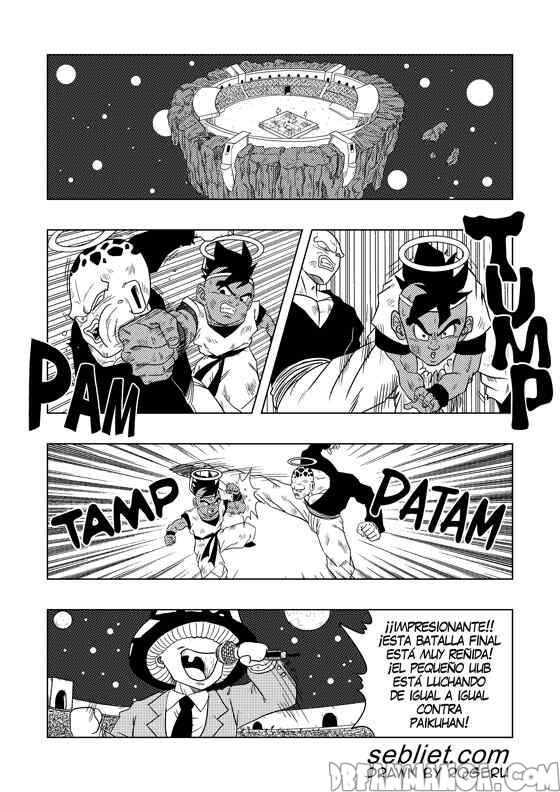 TUMP
PAM
TAMP
PATAM
¡¡IMPRESIONANTE!!
¡ESTA BATALLA FINAL
ESTÁ MUY REÑIDA!
¡EL PEQUEÑO UUB
ESTÁ LUCHANDO
DE IGUAL A IGUAL
CONTRA
PAIKUHAN!
sebliet.com
DRAWN BY ROGERU
DBFANMANGA.COM